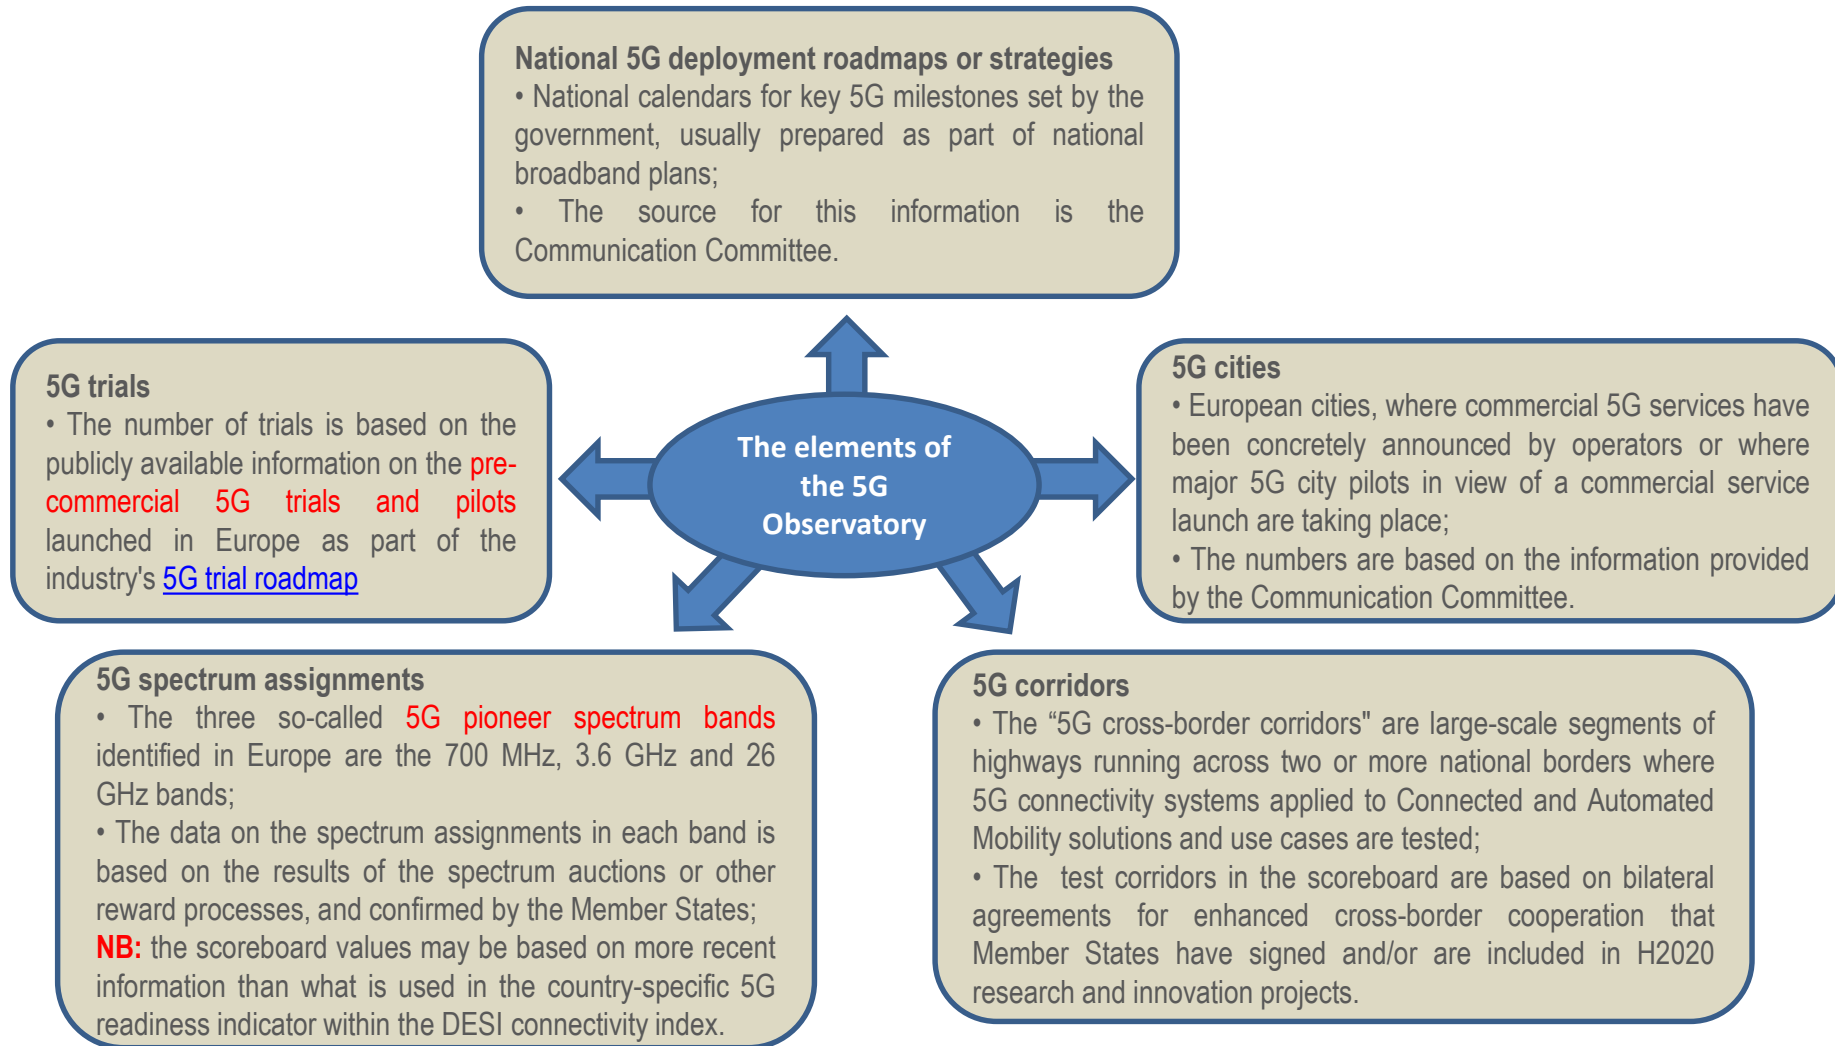 National 5G deployment roadmaps or strategies
• National calendars for key 5G milestones set by the
government, usually prepared as part of national
broadband plans;
• The source for this information is the
Communication Committee.
5G trials
• The number of trials is based on the
publicly available information on the pre-
commercial 5G trials and pilots
launched in Europe as part of the
industry's 5G trial roadmap
The elements of
the 5G
Observatory
5G cities
• European cities, where commercial 5G services have
been concretely announced by operators or where
major 5G city pilots in view of a commercial service
launch are taking place;
• The numbers are based on the information provided
by the Communication Committee.
5G spectrum assignments
• The three so-called 5G pioneer spectrum bands
identified in Europe are the 700 MHz, 3.6 GHz and 26
GHz bands;
• The data on the spectrum assignments in each band is
based on the results of the spectrum auctions or other
reward processes, and confirmed by the Member States;
NB: the scoreboard values may be based on more recent
information than what is used in the country-specific 5G
readiness indicator within the DESI connectivity index.
5G corridors
• The “5G cross-border corridors" are large-scale segments of
highways running across two or more national borders where
5G connectivity systems applied to Connected and Automated
Mobility solutions and use cases are tested;
• The test corridors in the scoreboard are based on bilateral
agreements for enhanced cross-border cooperation that
Member States have signed and/or are included in H2020
research and innovation projects.